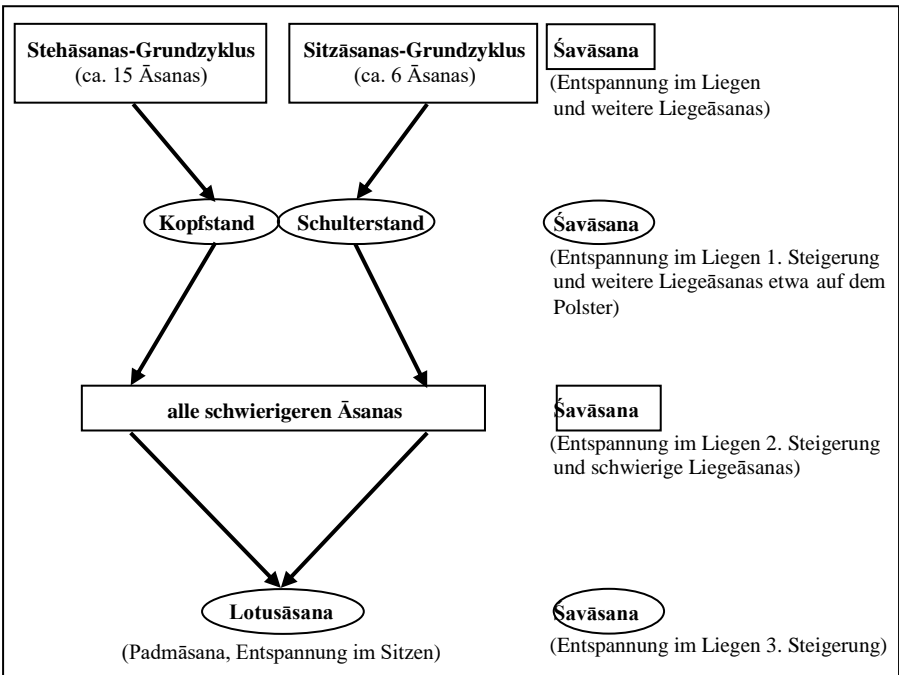 Stehāsanas-Grundzyklus
(ca. 15 Āsanas)
Sitzāsanas-Grundzyklus
(ca. 6 Āsanas)
Śavāsana
(Entspannung im Liegen
und weitere Liegeāsanas)
Kopfstand
Schulterstand
Śavāsana
(Entspannung im Liegen 1. Steigerung
und weitere Liegeāsanas etwa auf dem
Polster)
alle schwierigeren Āsanas
Śavāsana
(Entspannung im Liegen 2. Steigerung
und schwierige Liegeāsanas)
Lotusāsana
(Padmāsana, Entspannung im Sitzen)
Śavāsana
(Entspannung im Liegen 3. Steigerung)